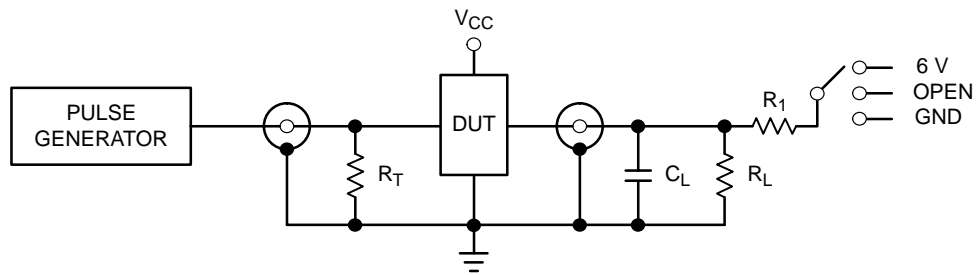 VCC
6 V
OPEN
GND
PULSE
GENERATOR
DUT
R1
RT
CL
RL